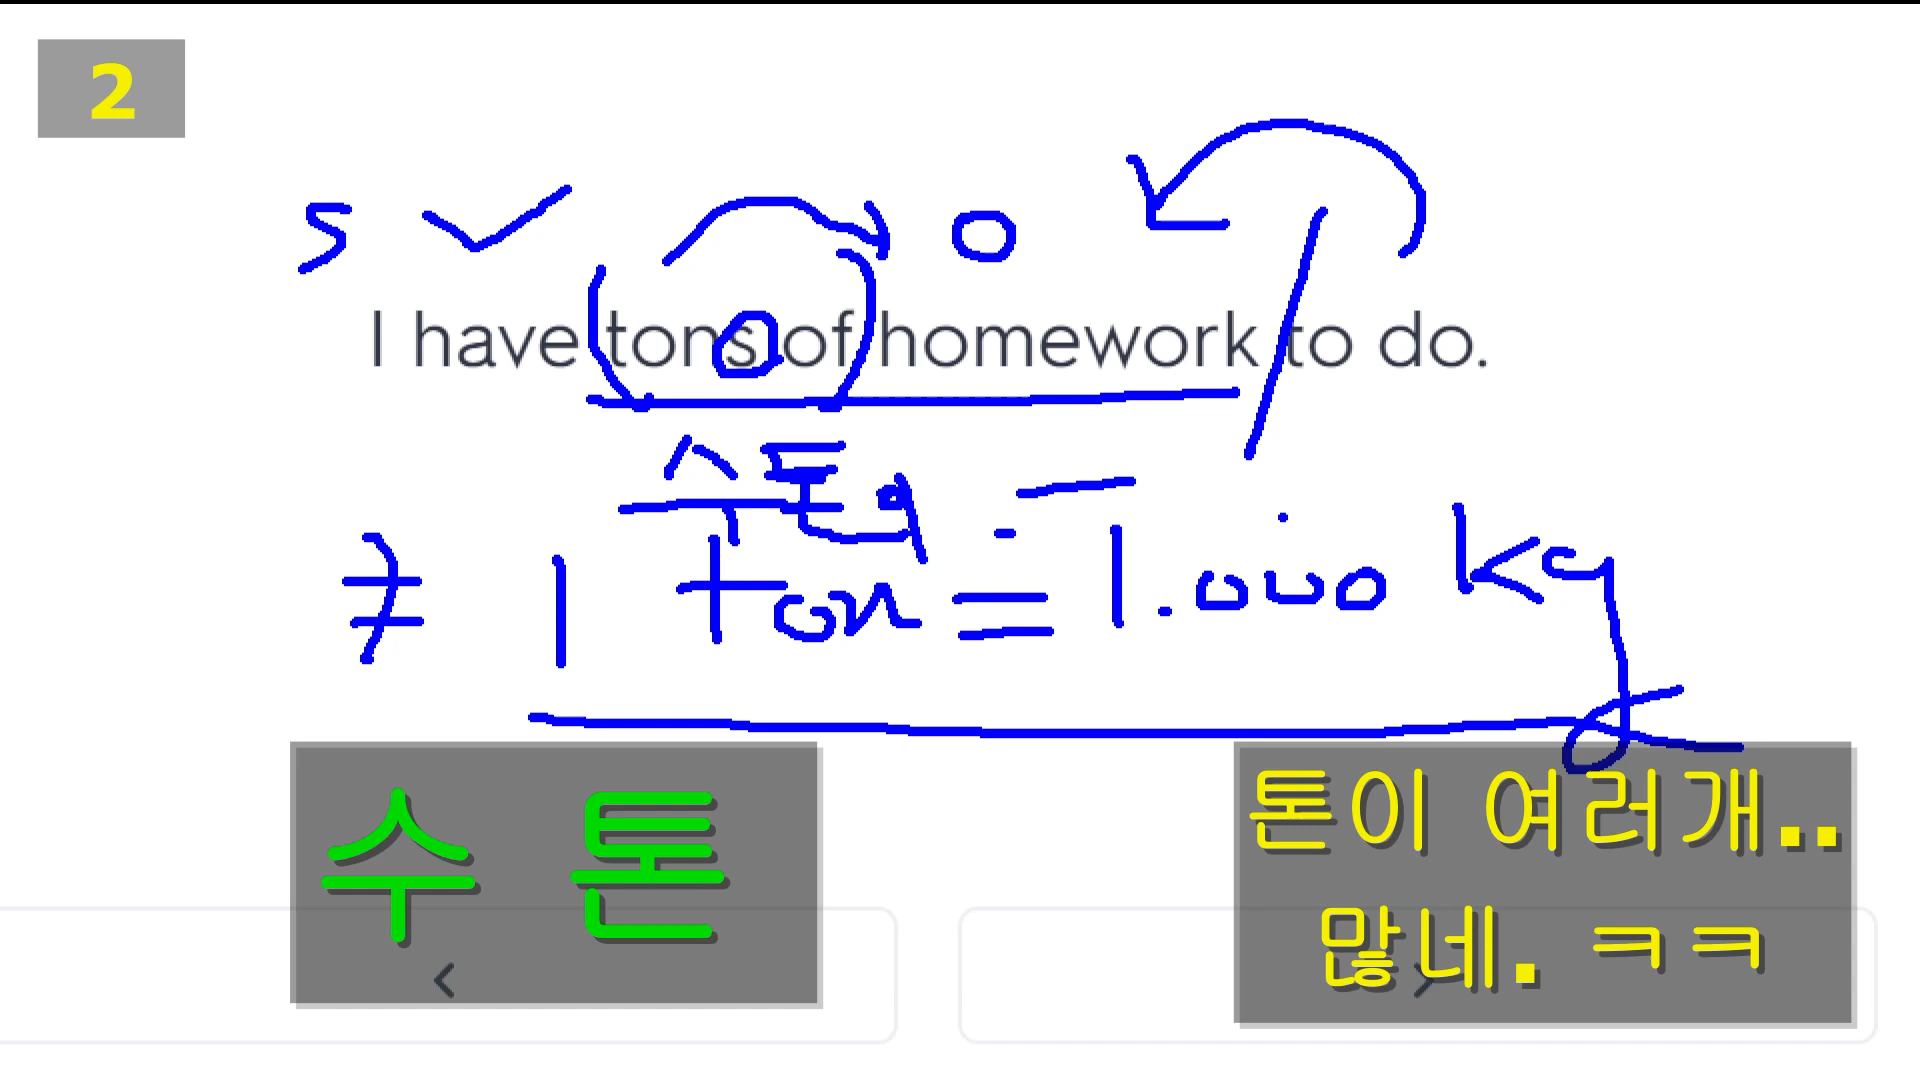 2
S V O
I have tons of homework to do.
수톤의
1 Ton = 1.000 kg
수 톤
톤이 여러개..
많네. ㅋㅋ